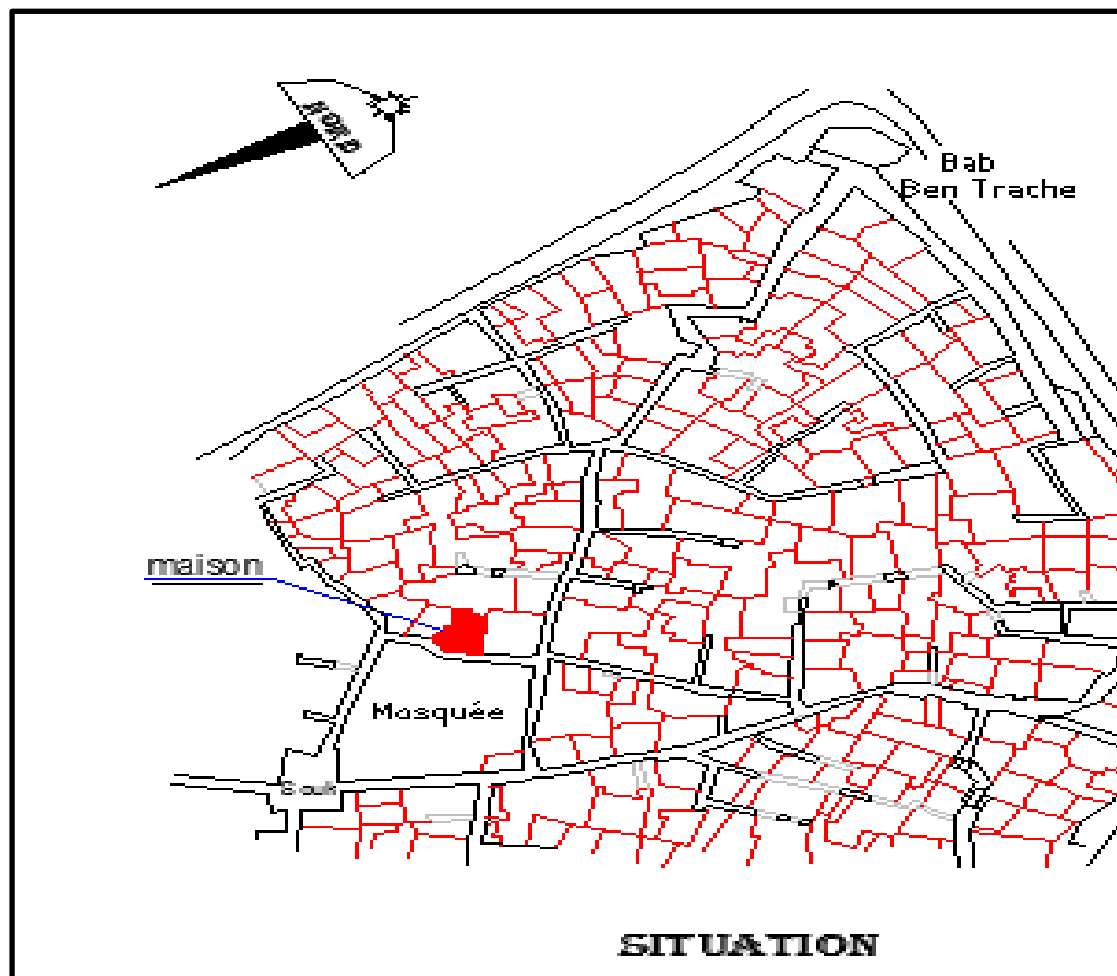 NORD
Bab
Ben Trache
maison
Mosquée
Souk
SITUATION